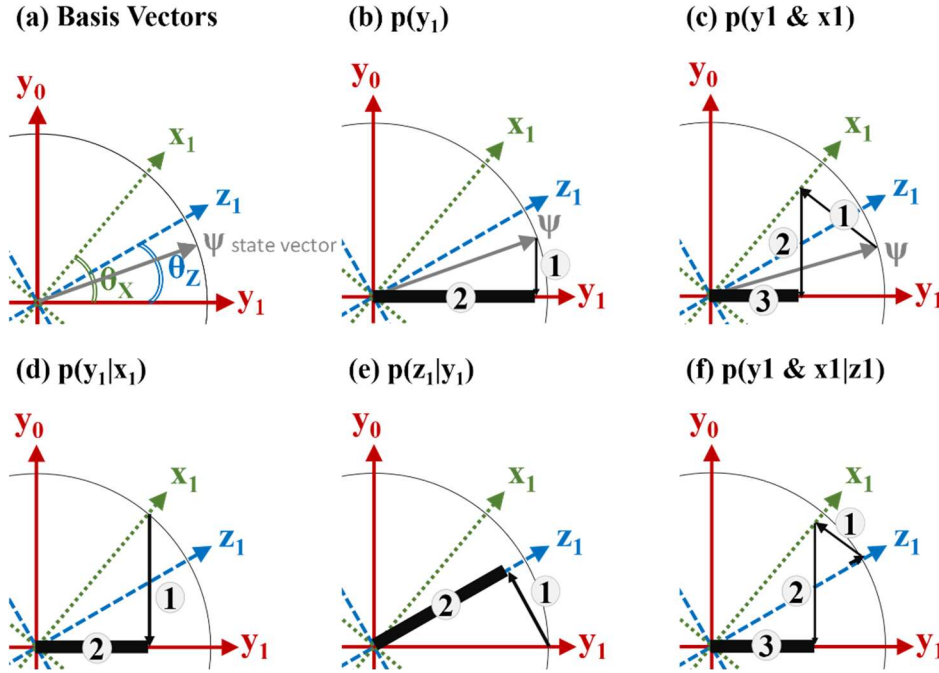 (a) Basis Vectors
y₀
x₁
z₁
ψ state vector
θx
θz
y₁
(b) p(y₁)
y₀
x₁
z₁
ψ
1
2
y₁
(c) p(y1 & x1)
y₀
x₁
z₁
1
2
ψ
3
y₁
(d) p(y₁|x₁)
y₀
x₁
z₁
1
2
y₁
(e) p(z₁|y₁)
y₀
x₁
z₁
1
2
y₁
(f) p(y1 & x1|z1)
y₀
x₁
1
z₁
2
3
y₁